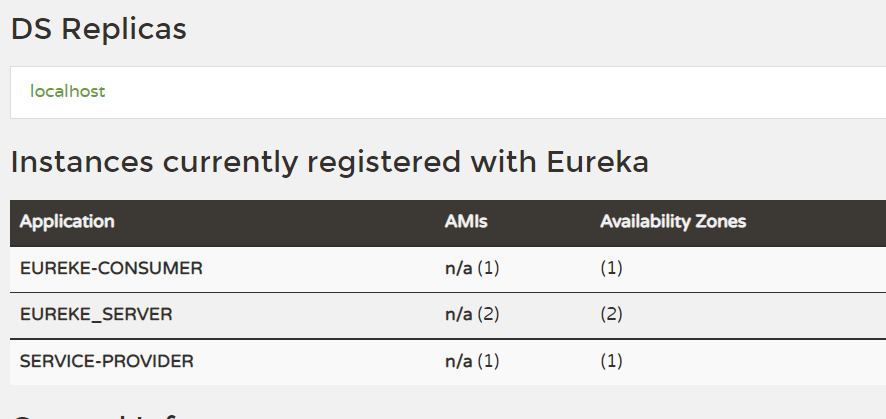 DS Replicas
localhost
Instances currently registered with Eureka
Application AMIs Availability Zones
EUREKE-CONSUMER n/a (1) (1)
EUREKE_SERVER n/a (2) (2)
SERVICE-PROVIDER n/a (1) (1)